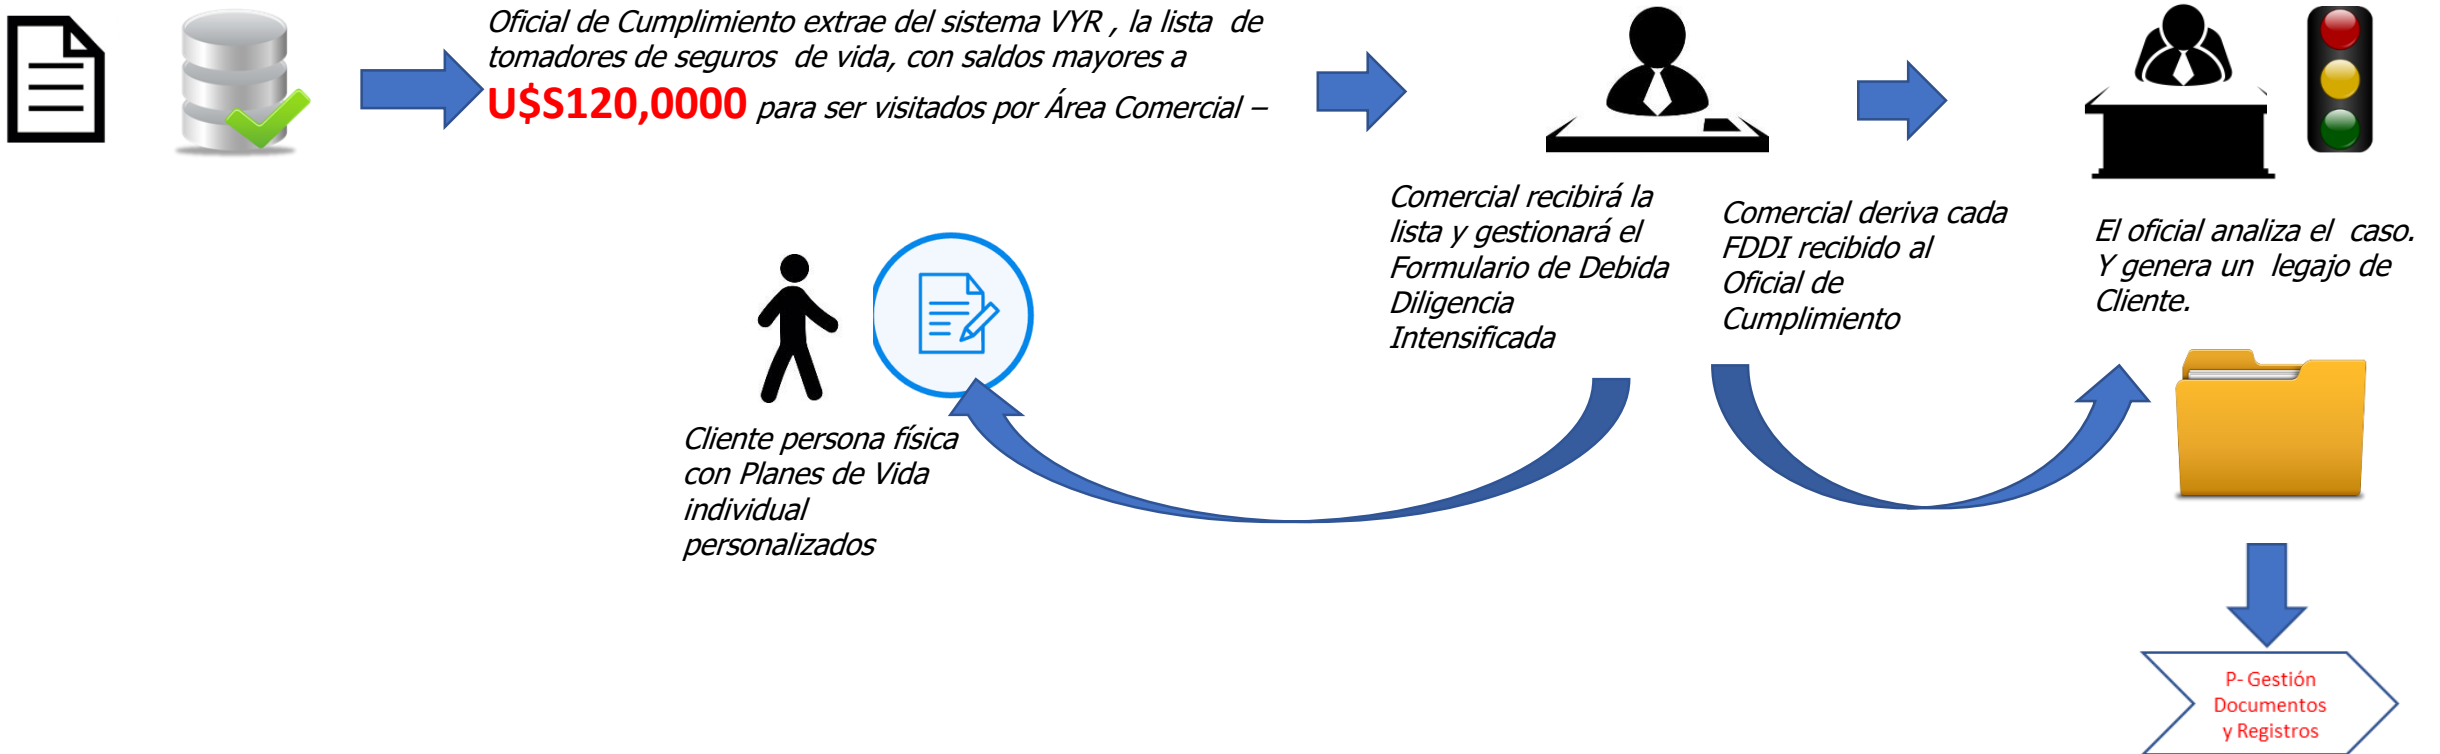 Oficial de Cumplimiento extrae del sistema VYR , la lista de
tomadores de seguros de vida, con saldos mayores a
U$S120,0000 para ser visitados por Área Comercial –
Comercial recibirá la
lista y gestionará el
Formulario de Debida
Diligencia
Intensificada
Comercial deriva cada
FDDI recibido al
Oficial de
Cumplimiento
El oficial analiza el caso.
Y genera un legajo de
Cliente.
Cliente persona física
con Planes de Vida
individual
personalizados
P- Gestión
Documentos
y Registros